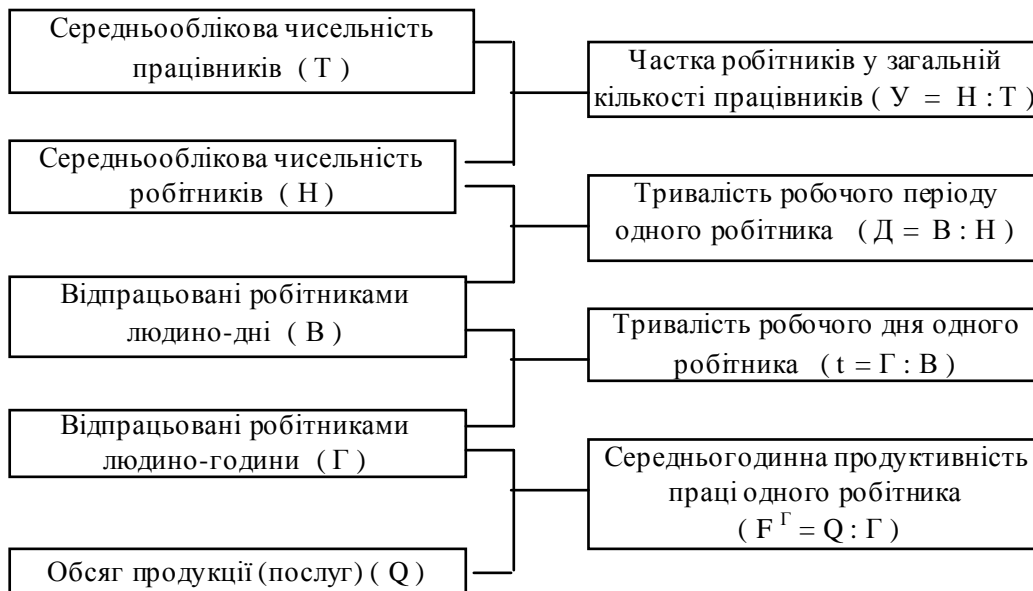 Середньооблікова чисельність
працівників ( Т )
Середньооблікова чисельність
робітників ( Н )
Відпрацьовані робітниками
людино-дні ( В )
Відпрацьовані робітниками
людино-години ( Г )
Обсяг продукції (послуг) ( Q )
Частка робітників у загальній
кількості працівників ( У = Н : Т )
Тривалість робочого періоду
одного робітника ( Д = В : Н )
Тривалість робочого дня одного
робітника ( t = Г : В )
Середньогодинна продуктивність
праці одного робітника
( F Г = Q : Г )